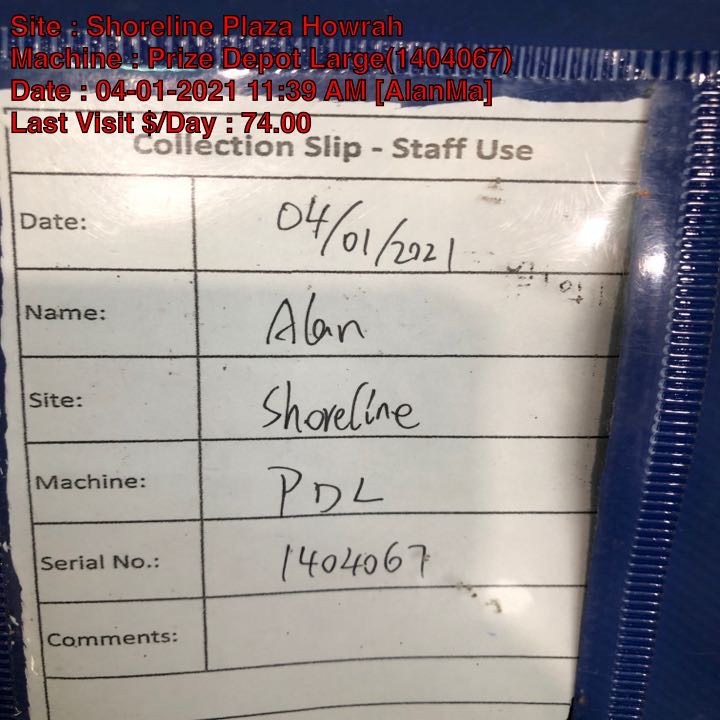 Site : Shoreline Plaza Howrah
Machine : Prize Depot Large(1404067)
Date : 04-01-2021 11:39 AM [AlanMa]
Last Visit $/Day : 74.00
Collection Slip - Staff Use
Date: 04/01/2021
Name: Alan
Site: Shoreline
Machine: PDL
Serial No.: 1404067
Comments: